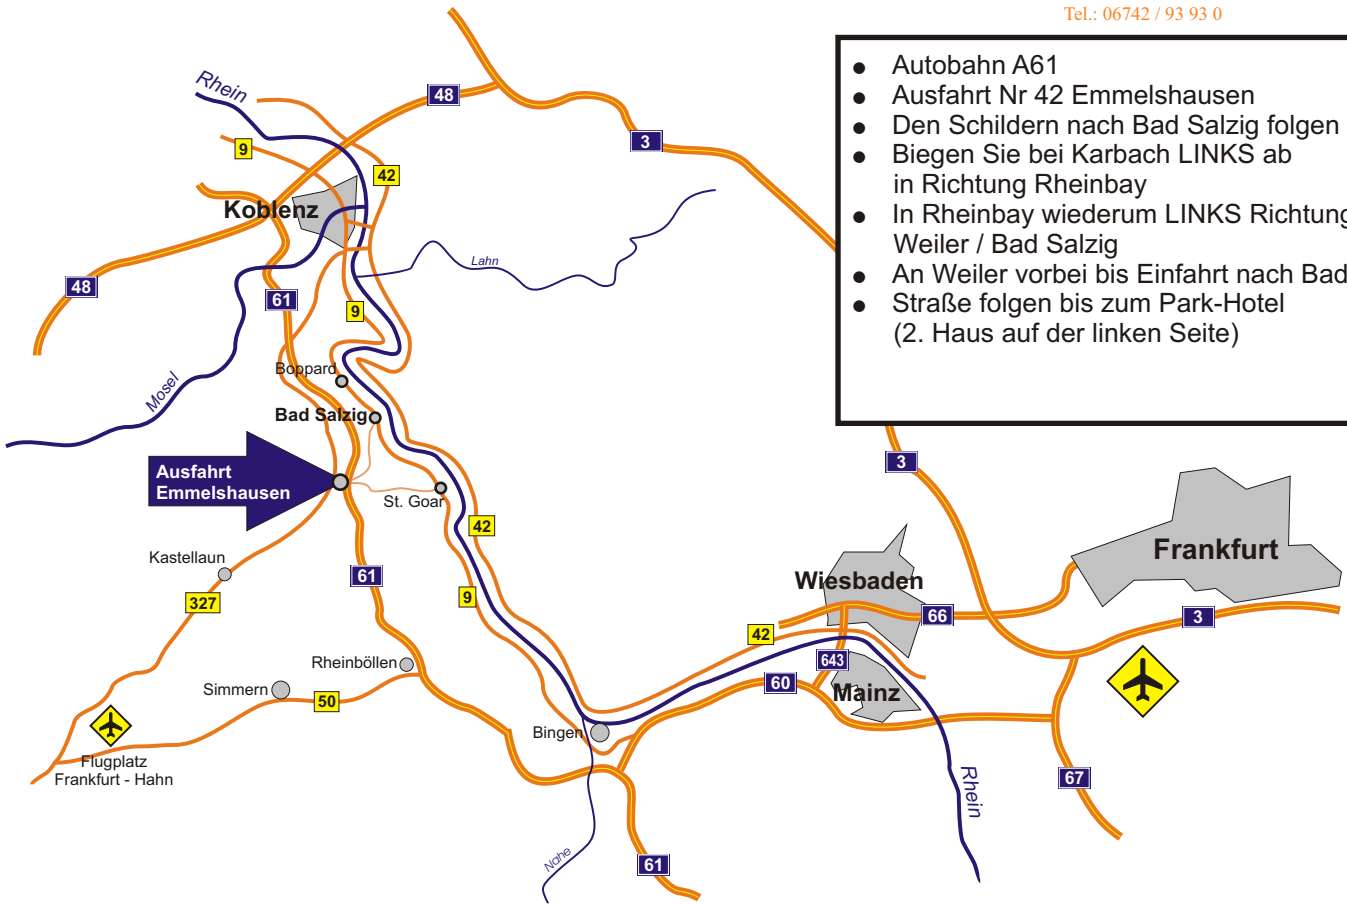 Tel.: 06742 / 93 93 0
Autobahn A61
Ausfahrt Nr 42 Emmelshausen
Den Schildern nach Bad Salzig folgen
Biegen Sie bei Karbach LINKS ab
in Richtung Rheinbay
In Rheinbay wiederum LINKS Richtung
Weiler / Bad Salzig
An Weiler vorbei bis Einfahrt nach Bad
Straße folgen bis zum Park-Hotel
(2. Haus auf der linken Seite)
Rhein
48
3
9
42
Koblenz
Lahn
48
61
9
Boppard
Mosel
Bad Salzig
Ausfahrt
Emmelshausen
St. Goar
3
42
Kastellaun
61
9
327
Frankfurt
Wiesbaden
66
3
42
643
Rheinböllen
Simmern
50
60
Mainz
Bingen
Flugplatz
Frankfurt - Hahn
Rhein
67
Nahe
61